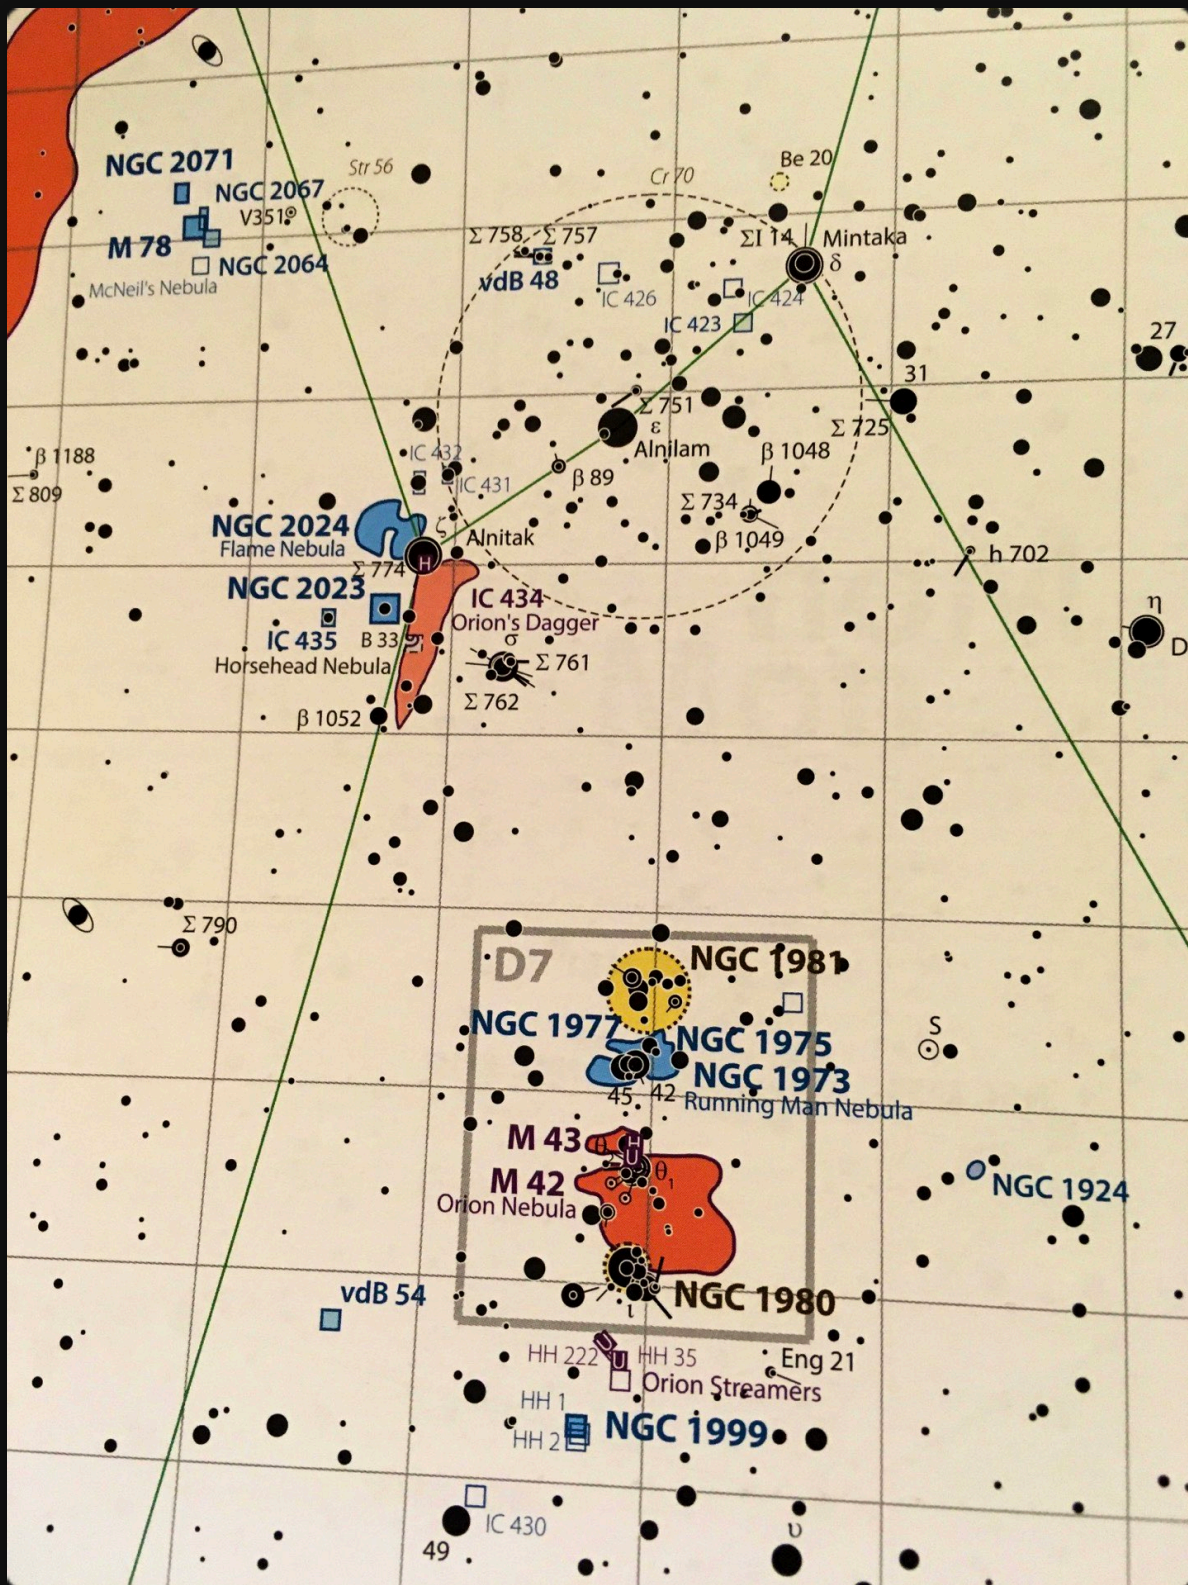 Be 20
NGC 2071
Str 56
Cr 70
NGC 2067
V351
Σ 758
Σ 757
ΣI 14
Mintaka
δ
M 78
NGC 2064
vdB 48
McNeil's Nebula
IC 426
IC 424
IC 423
27
31
Σ 751
ε
Alnilam
Σ 725
β 1188
IC 432
β 1048
Σ 809
IC 431
β 89
Σ 734
NGC 2024
ζ
Alnitak
β 1049
Flame Nebula
h 702
Σ 774
H
NGC 2023
IC 434
η
Orion's Dagger
IC 435
B 33
σ
D
Horsehead Nebula
Σ 761
Σ 762
β 1052
Σ 790
D7
NGC 1981
NGC 1977
NGC 1975
S
NGC 1973
45
42
Running Man Nebula
M 43
θ2
H
U
θ1
M 42
Orion Nebula
NGC 1924
vdB 54
NGC 1980
ι
U
HH 222
U
HH 35
Eng 21
Orion Streamers
HH 1
NGC 1999
HH 2
IC 430
49
υ